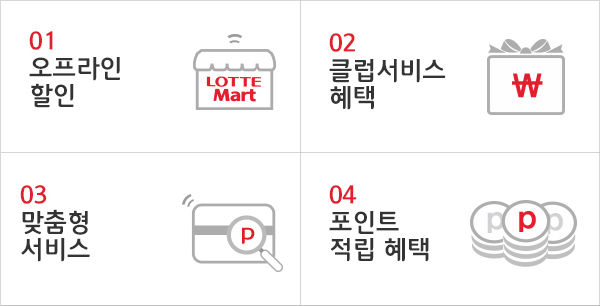 01
오프라인
할인
LOTTE
Mart
02
클럽서비스
혜택
₩
03
맞춤형
서비스
P
04
포인트
적립 혜택
p p p